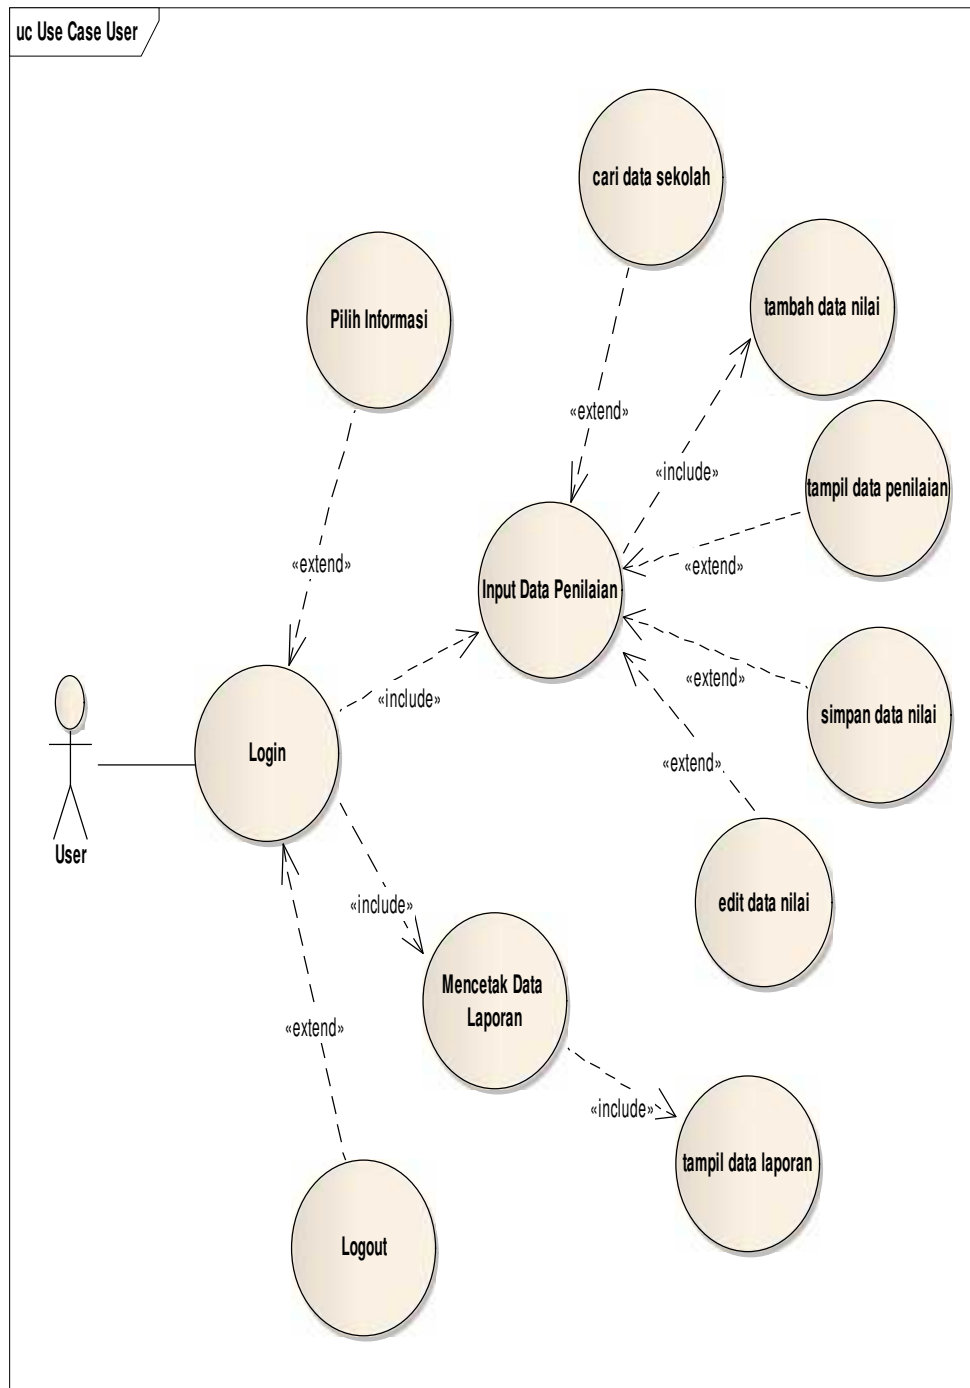 uc Use Case User
cari data sekolah
tambah data nilai
Pilih Informasi
«extend»
«include»
tampil data penilaian
«extend»
«extend»
Input Data Penilaian
«extend»
«include»
simpan data nilai
Login
«extend»
User
edit data nilai
«include»
Mencetak Data
Laporan
«extend»
«include»
tampil data laporan
Logout